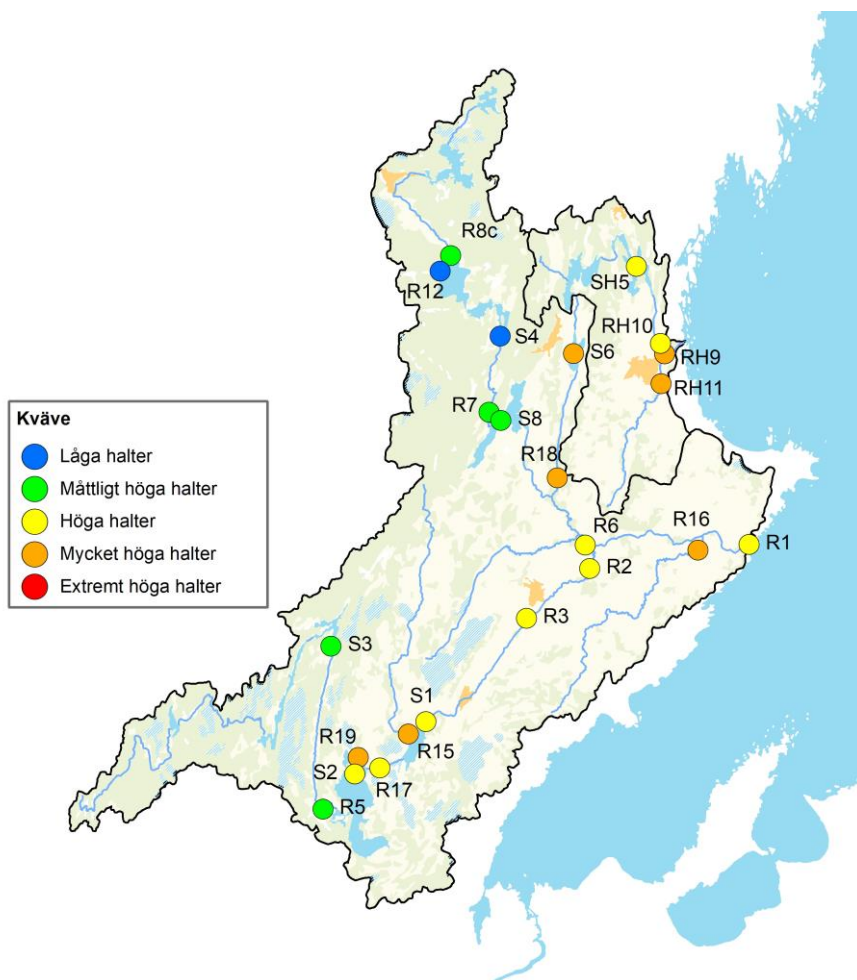 R8c
R12
SH5
S4
RH10
S6
RH9
RH11
R7
S8
Kväve
Låga halter
Måttligt höga halter
Höga halter
Mycket höga halter
Extremt höga halter
R18
R6
R16
R1
R2
R3
S3
S1
R15
R19
S2
R17
R5